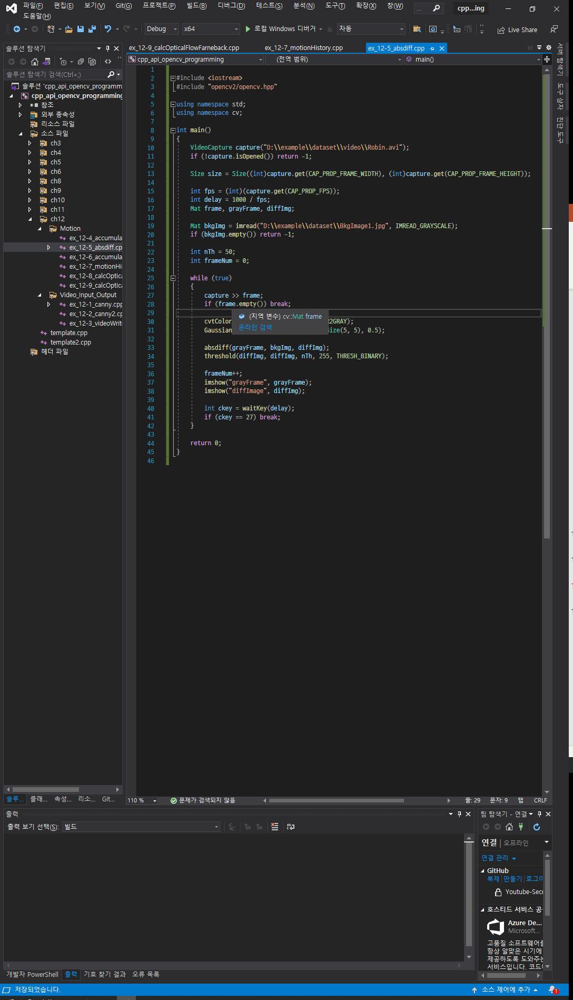 파일(F) 편집(E) 보기(V) Git(G) 프로젝트(P) 빌드(B) 디버그(D) 테스트(S) 분석(N) 도구(T) 확장(X) 창(W) ... cpp...ing
도움말(H)
Debug x64 로컬 Windows 디버거 자동 Live Share
솔루션 탐색기
솔루션 탐색기 검색(Ctrl+;)
솔루션 'cpp_api_opencv_programm
cpp_api_opencv_programming
참조
외부 종속성
리소스 파일
소스 파일
ch3
ch4
ch5
ch6
ch8
ch9
ch10
ch11
ch12
Motion
ex_12-4_accumula
ex_12-5_absdiff.cp
ex_12-6_accumula
ex_12-7_motionHis
ex_12-8_calcOptica
ex_12-9_calcOptica
Video_Input_Output
ex_12-1_canny.cpp
ex_12-2_canny2.cp
ex_12-3_videoWrite
template.cpp
template2.cpp
헤더 파일
솔루... 클래... 속성... 리소... Git...
ex_12-9_calcOpticalFlowFarneback.cpp ex_12-7_motionHistory.cpp ex_12-5_absdiff.cpp
cpp_api_opencv_programming (전역 범위) main()
1
2 #include <iostream>
3 #include "opencv2/opencv.hpp"
4
5 using namespace std;
6 using namespace cv;
7
8 int main()
9 {
10 VideoCapture capture("D:\\example\\dataset\\video\\Robin.avi");
11 if (!capture.isOpened()) return -1;
12
13 Size size = Size((int)capture.get(CAP_PROP_FRAME_WIDTH), (int)capture.get(CAP_PROP_FRAME_HEIGHT));
14
15 int fps = (int)(capture.get(CAP_PROP_FPS));
16 int delay = 1000 / fps;
17 Mat frame, grayFrame, diffImg;
18
19 Mat bkgImg = imread("D:\\example\\dataset\\BkgImage1.jpg", IMREAD_GRAYSCALE);
20 if (bkgImg.empty()) return -1;
21
22 int nTh = 50;
23 int frameNum = 0;
24
25 while (true)
26 {
27 capture >> frame;
28 if (frame.empty()) break;
29
(지역 변수) cv::Mat frame
온라인 검색
30 cvtColor R2GRAY);
31 Gaussian Size(5, 5), 0.5);
32
33 absdiff(grayFrame, bkgImg, diffImg);
34 threshold(diffImg, diffImg, nTh, 255, THRESH_BINARY);
35
36 frameNum++;
37 imshow("grayFrame", grayFrame);
38 imshow("diffImage", diffImg);
39
40 int ckey = waitKey(delay);
41 if (ckey == 27) break;
42 }
43
44 return 0;
45 }
46
110 % 문제가 검색되지 않음 줄: 29 문자: 9 탭 CRLF
서버 탐색기
도구 상자
진단 도구
출력
출력 보기 선택(S): 빌드
개발자 PowerShell 출력 기호 찾기 결과 오류 목록
팀 탐색기 - 연결
연결 | 오프라인
연결 관리
GitHub
복제 만들기 로그
Youtube-Sec
호스티드 서비스 공
Azure De...
Microsoft...
고품질 소프트웨어를
항상 알맞은 시기에
제공하도록 도와주는
서비스입니다. 코드
저장되었습니다. 소스 제어에 추가 1